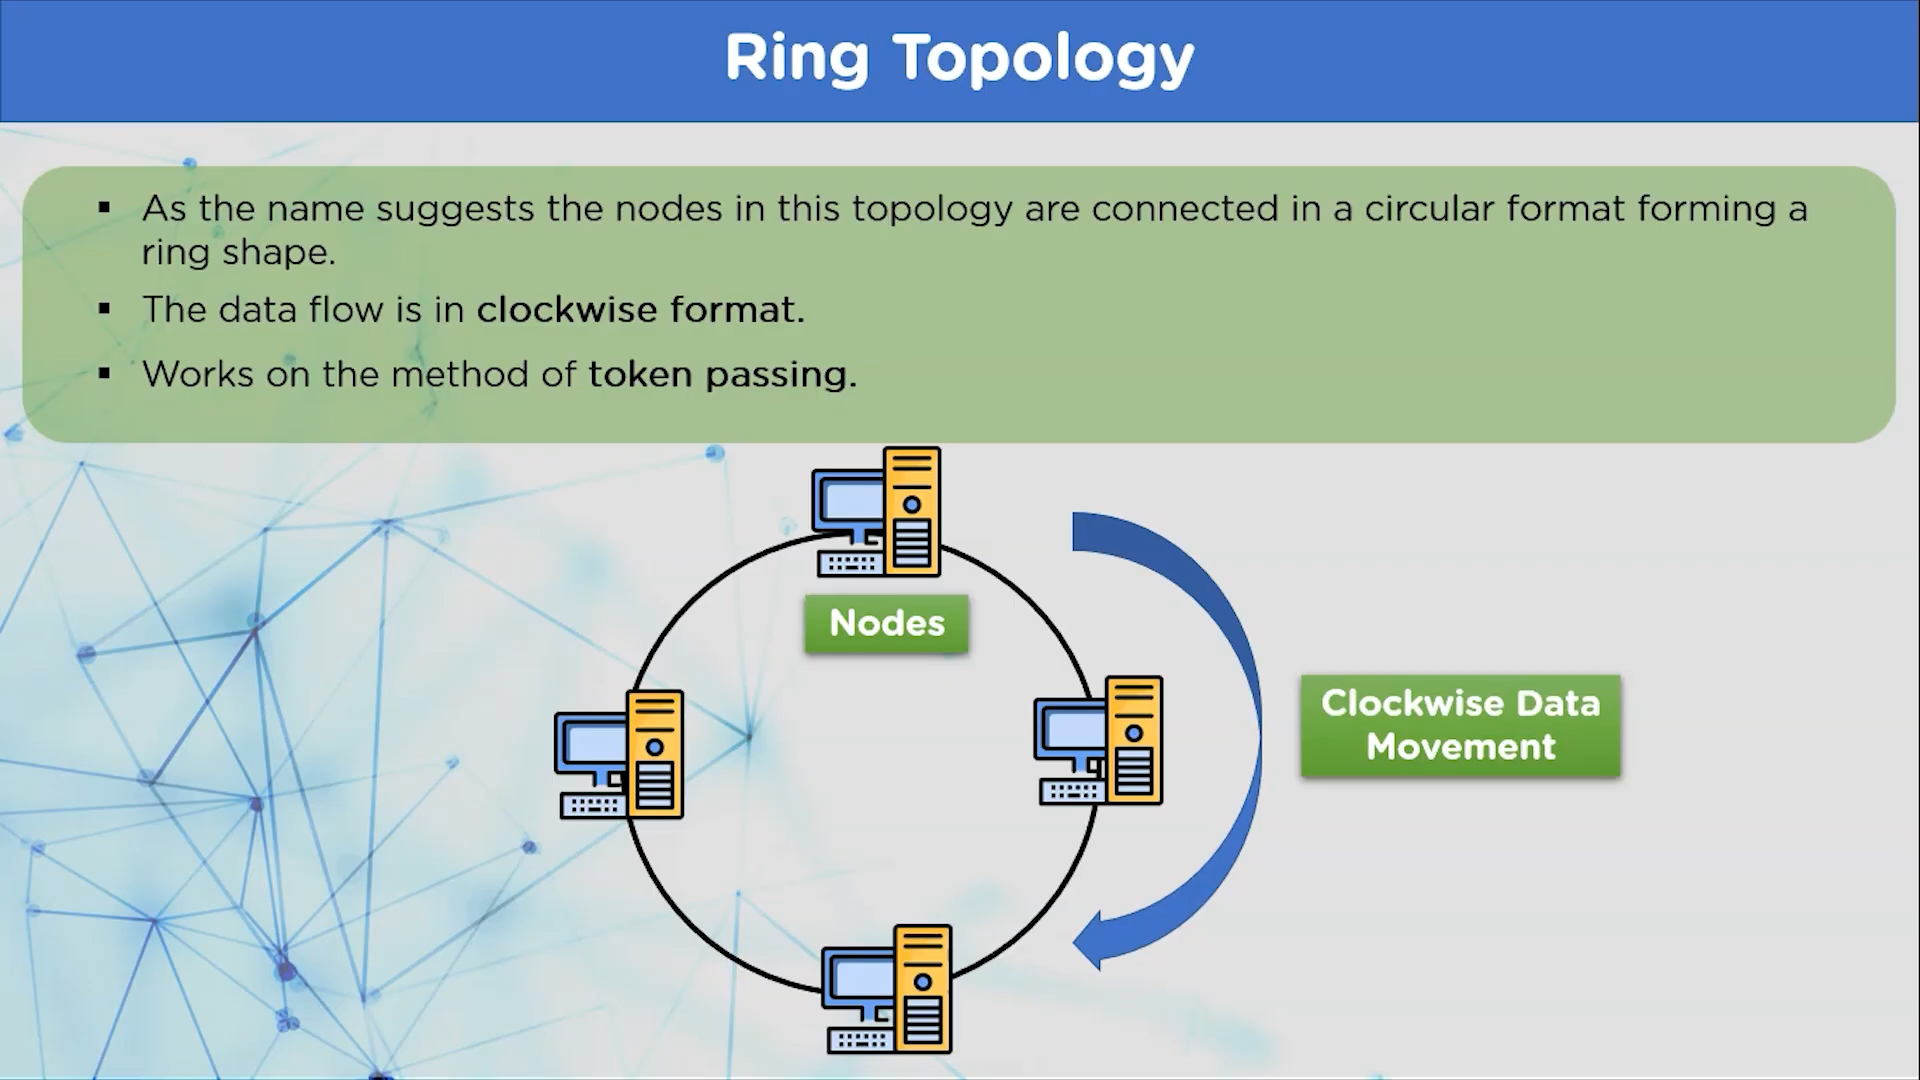 Ring Topology
▪ As the name suggests the nodes in this topology are connected in a circular format forming a
ring shape.
▪ The data flow is in clockwise format.
▪ Works on the method of token passing.
Nodes
Clockwise Data
Movement